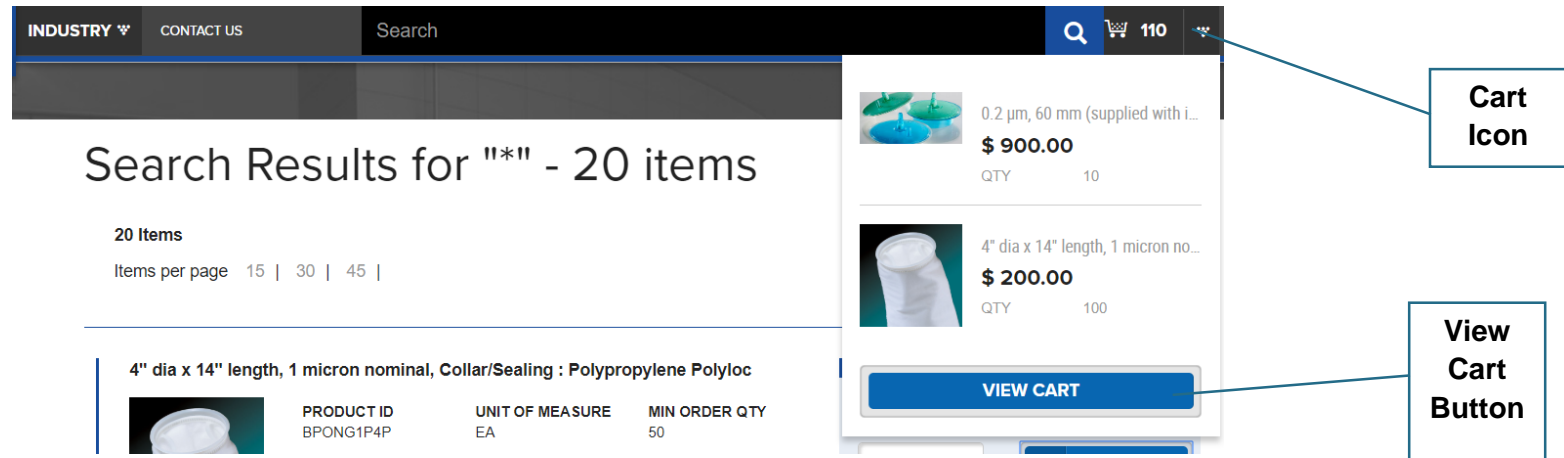 INDUSTRY CONTACT US Search 110
Cart
Icon
Search Results for "*" - 20 items
0.2 µm, 60 mm (supplied with i...
$ 900.00
QTY 10
20 Items
Items per page 15 | 30 | 45 |
4" dia x 14" length, 1 micron no...
$ 200.00
QTY 100
View
Cart
Button
VIEW CART
4" dia x 14" length, 1 micron nominal, Collar/Sealing : Polypropylene Polyloc
PRODUCT ID UNIT OF MEASURE MIN ORDER QTY
BPONG1P4P EA 50